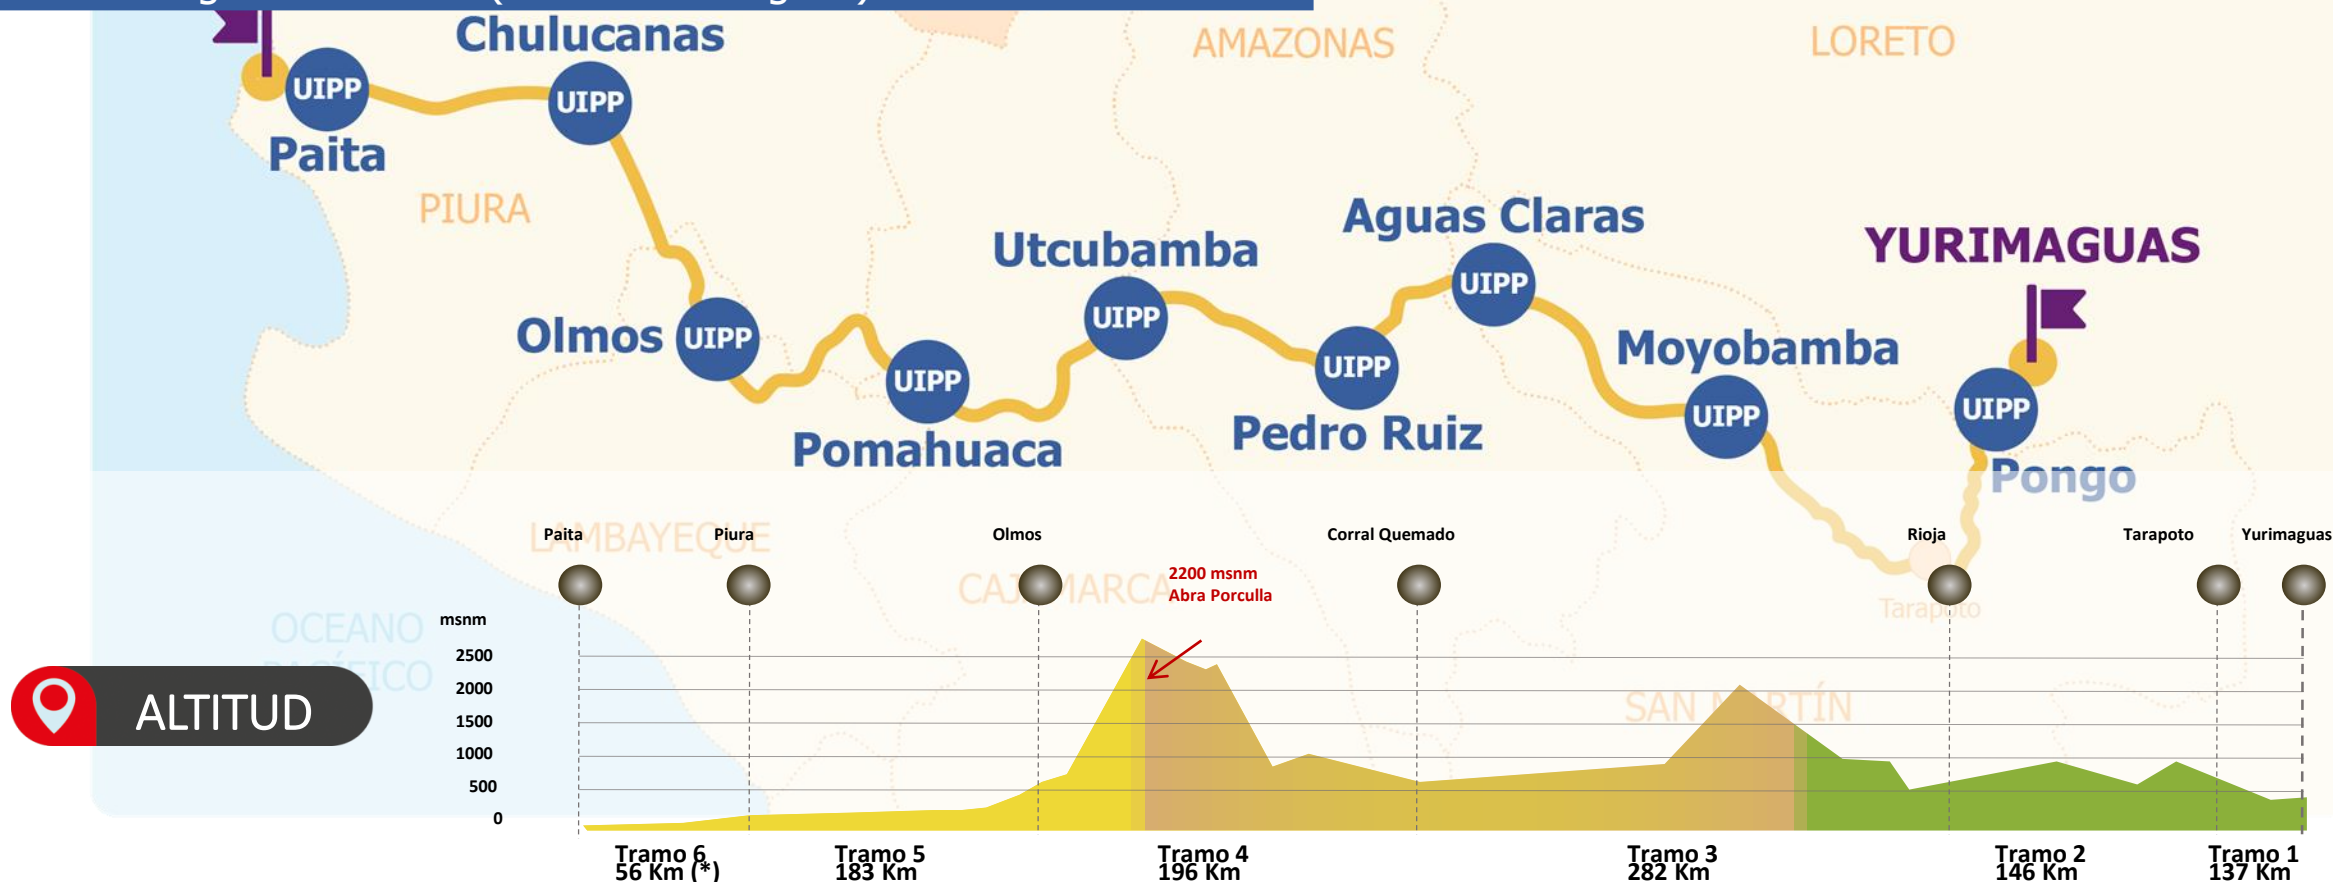 Chulucanas
AMAZONAS
LORETO
UIPP
UIPP
Paita
PIURA
Aguas Claras
Utcubamba
YURIMAGUAS
UIPP
UIPP
Olmos
UIPP
Moyobamba
UIPP
UIPP
UIPP
UIPP
Pedro Ruiz
Pomahuaca
Pongo
LAMBAYEQUE
Paita
Piura
Olmos
Corral Quemado
Rioja
Tarapoto
Yurimaguas
CAJAMARCA
2200 msnm
Abra Porculla
Tarapoto
OCEANO
PACÍFICO
msnm
2500
2000
1500
1000
500
0
ALTITUD
SAN MARTÍN
Tramo 6
56 Km (*)
Tramo 5
183 Km
Tramo 4
196 Km
Tramo 3
282 Km
Tramo 2
146 Km
Tramo 1
137 Km